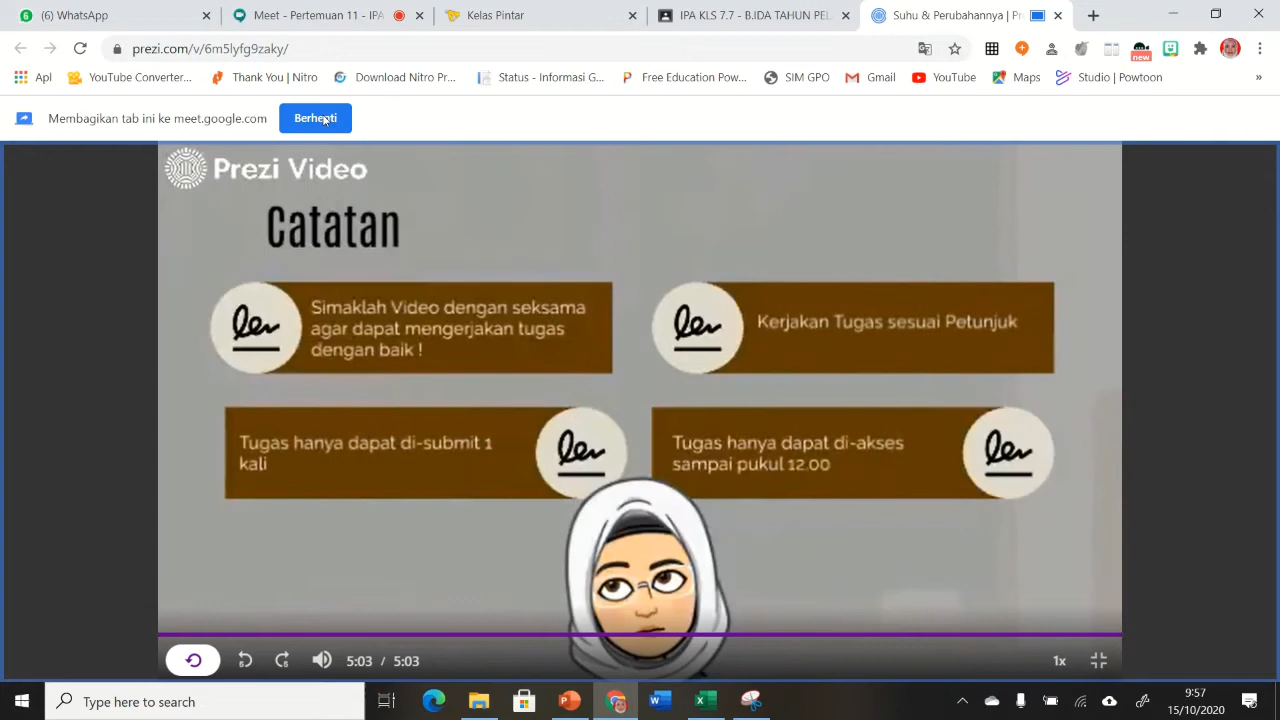 (6) WhatsApp
Meet - Pertemuan 11 - IPA
Kelas Pintar
IPA KLS 7.7 - B.IDA TAHUN PEL
Suhu & Perubahannya | Pr
prezi.com/v/6m5lyfg9zaky/
new
Apl
YouTube Converter...
Thank You | Nitro
Download Nitro Pr...
Status - Informasi G...
Free Education Pow...
SIM GPO
Gmail
YouTube
Maps
Studio | Powtoon
»
Membagikan tab ini ke meet.google.com
Berhenti
Prezi Video
Catatan
Simaklah Video dengan seksama
agar dapat mengerjakan tugas
dengan baik !
Kerjakan Tugas sesuai Petunjuk
Tugas hanya dapat di-submit 1
kali
Tugas hanya dapat di-akses
sampai pukul 12.00
5:03 / 5:03
1x
Type here to search
9:57
15/10/2020